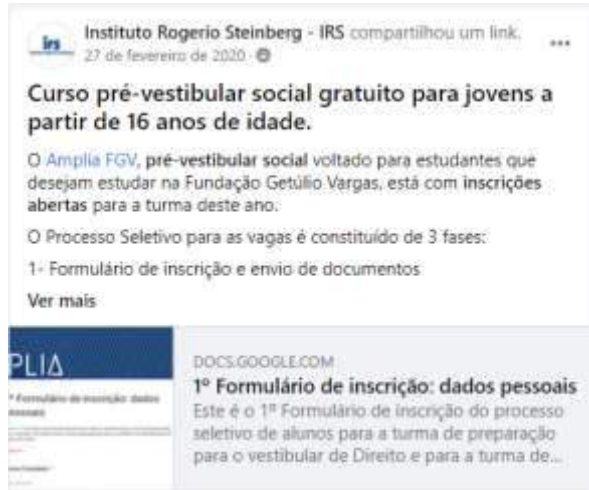 irs
Instituto Rogerio Steinberg - IRS compartilhou um link.
27 de fevereiro de 2020 ·
Curso pré-vestibular social gratuito para jovens a
partir de 16 anos de idade.
O Amplia FGV, pré-vestibular social voltado para estudantes que
desejam estudar na Fundação Getúlio Vargas, está com inscrições
abertas para a turma deste ano.
O Processo Seletivo para as vagas é constituído de 3 fases:
1- Formulário de inscrição e envio de documentos
Ver mais
PLIA
º Formulário de inscrição: dados
DOCS.GOOGLE.COM
1º Formulário de inscrição: dados pessoais
Este é o 1º Formulário de inscrição do processo
seletivo de alunos para a turma de preparação
para o vestibular de Direito e para a turma de...